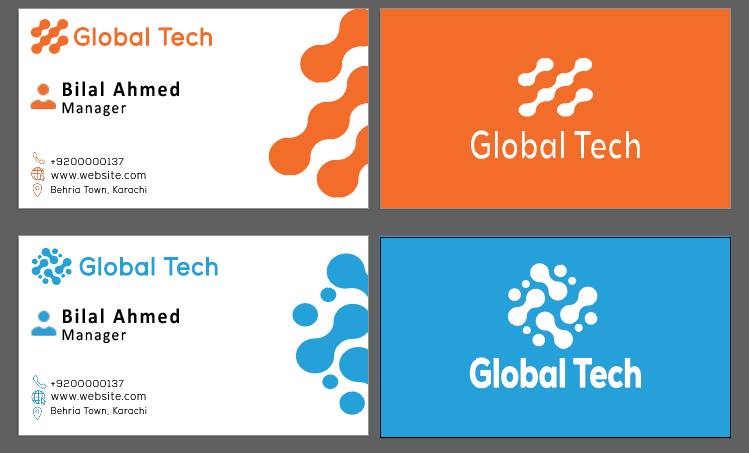 Global Tech
Bilal Ahmed
Manager
+9200000137
www.website.com
Behria Town, Karachi
Global Tech
Global Tech
Bilal Ahmed
Manager
+9200000137
www.website.com
Behria Town, Karachi
Global Tech